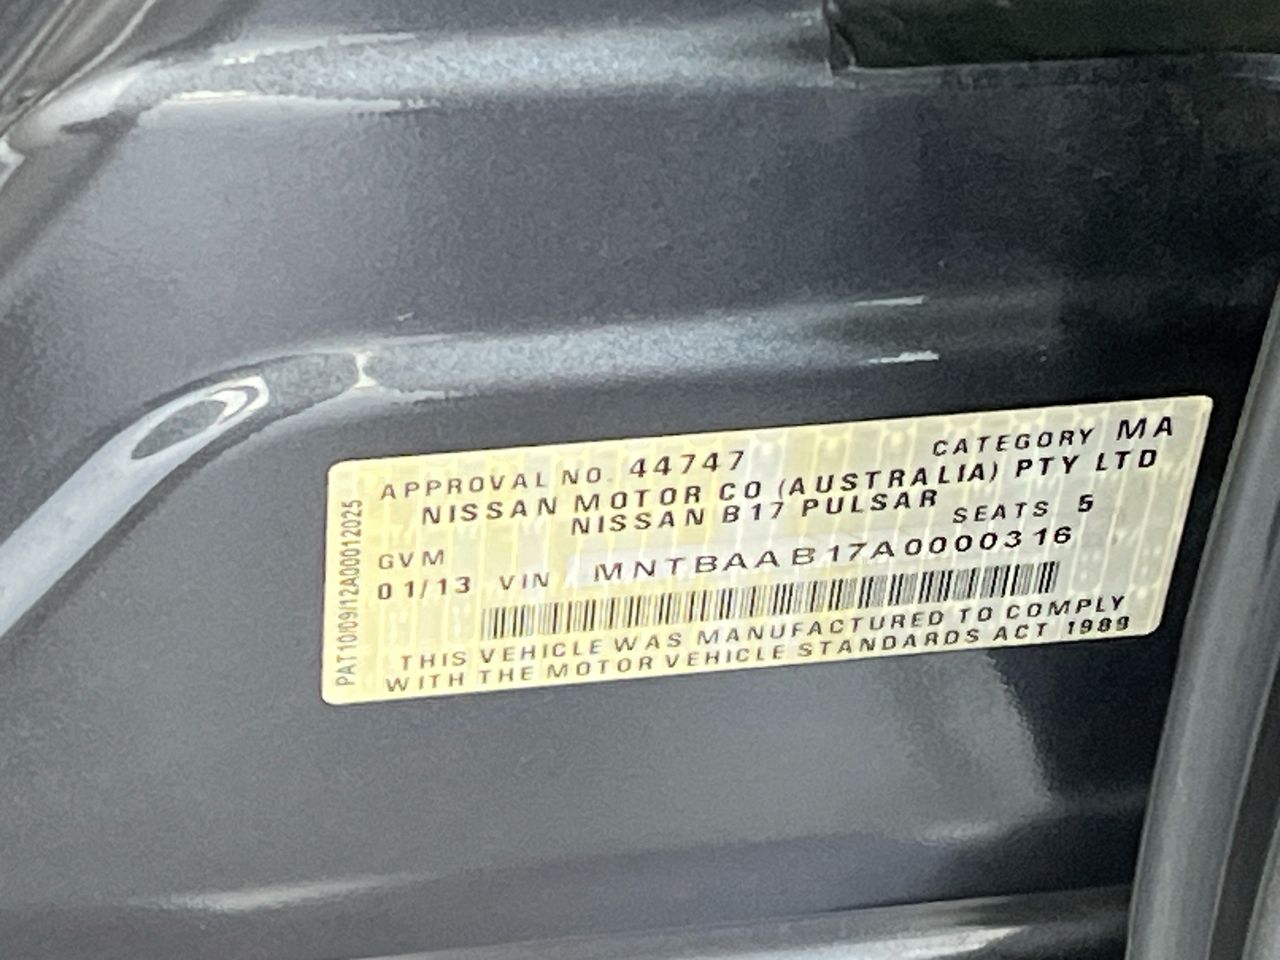 APPROVAL NO. 44747 CATEGORY MA
NISSAN MOTOR CO (AUSTRALIA) PTY LTD
NISSAN B17 PULSAR
GVM SEATS 5
01/13 VIN MNTBAAB17A0000316
THIS VEHICLE WAS MANUFACTURED TO COMPLY
WITH THE MOTOR VEHICLE STANDARDS ACT 1989
PAT10/09/12A00012025